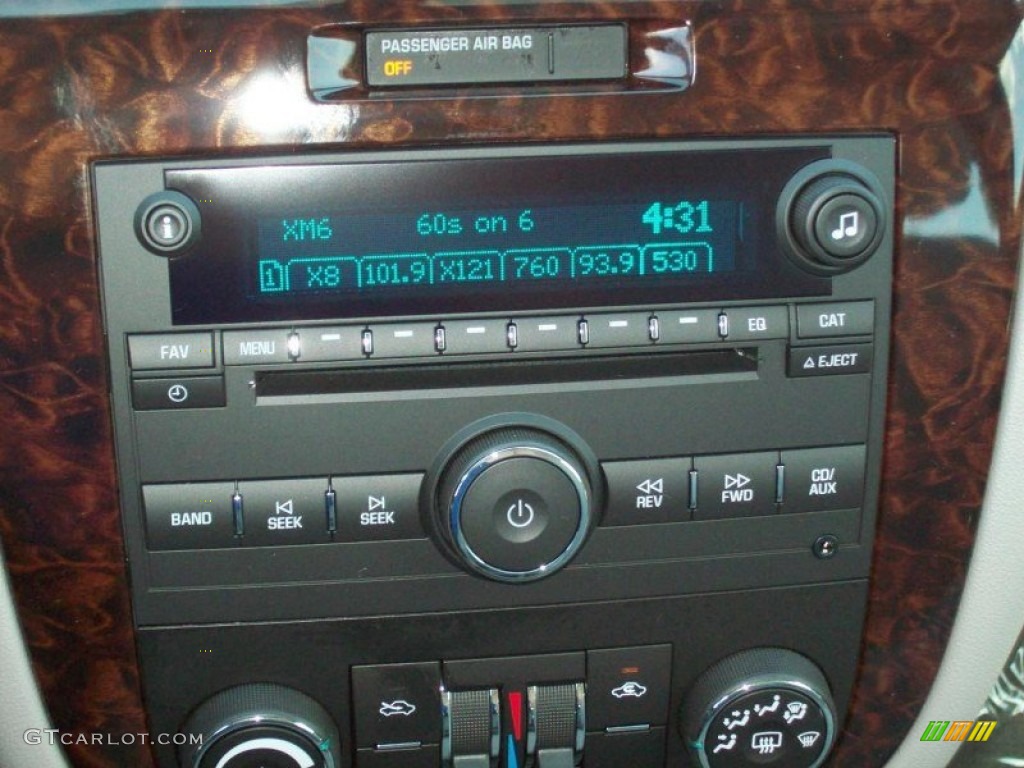 PASSENGER AIR BAG
OFF
XM6 60s on 6 4:31
1 X8 101.9 X121 760 93.9 530
i
FAV MENU EQ CAT
EJECT
BAND SEEK SEEK REV FWD CD/
AUX
GTCARLOT.COM